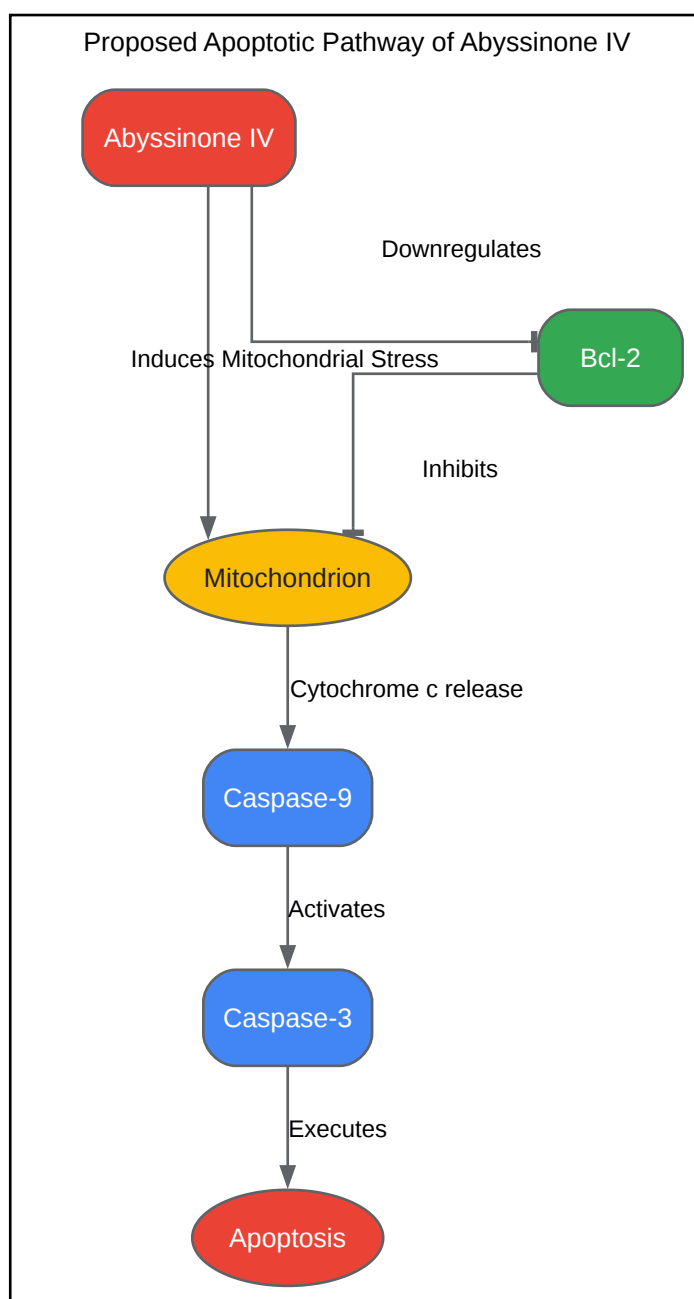 Proposed Apoptotic Pathway of Abyssinone IV
Abyssinone IV
Downregulates
Induces Mitochondrial Stress
Bcl-2
Inhibits
Mitochondrion
Cytochrome c release
Caspase-9
Activates
Caspase-3
Executes
Apoptosis